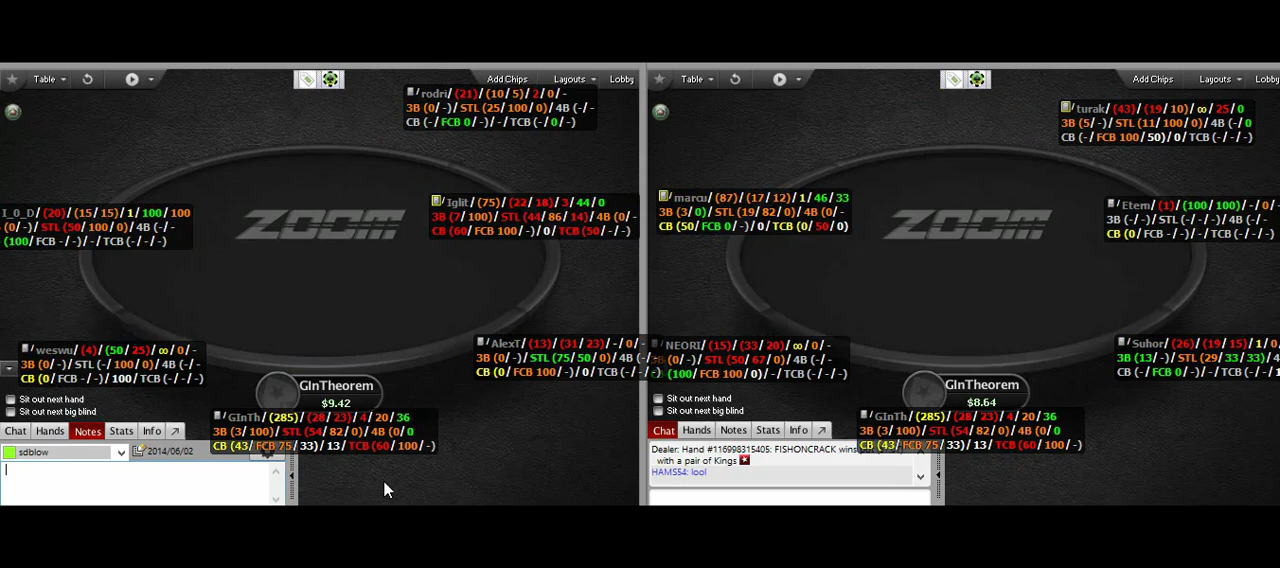 Table
Add Chips
Layouts
Lobby
rodri/ (21)/ (10/ 5)/ 2/ 0/ -
3B (0/ -)/ STL (25/ 100/ 0)/ 4B (-/ -
CB (-/ FCB 0/ -)/ -/ TCB (-/ 0/ -)
I_0_D/ (20)/ (15/ 15)/ 1/ 100/ 100
(0/ -)/ STL (50/ 100/ 0)/ 4B (-/ -
(100/ FCB -/ -)/ -/ TCB (-/ -/ -)
Iglit/ (75)/ (22/ 18)/ 3/ 44/ 0
3B (7/ 100)/ STL (44/ 86/ 14)/ 4B (0/ -
CB (60/ FCB 100/ -)/ 0/ TCB (50/ -/ -)
ZOOM
weswu/ (4)/ (50/ 25)/ ∞/ 0/ -
3B (0/ -)/ STL (-/ 100/ 0)/ 4B (-/ -
CB (0/ FCB -/ -)/ 100/ TCB (-/ -/ -)
AlexT/ (13)/ (31/ 23)/ -/ 0/ -
3B (0/ -)/ STL (75/ 50/ 0)/ 4B (-/ -
CB (0/ FCB 100/ -)/ 0/ TCB (-/ -/ -)
GInTheorem
$9.42
Sit out next hand
Sit out next big blind
GInTh/ (285)/ (28/ 23)/ 4/ 20/ 36
3B (3/ 100)/ STL (54/ 82/ 0)/ 4B (0/ 0
CB (43/ FCB 75/ 33)/ 13/ TCB (60/ 100/ -)
Chat
Hands
Notes
Stats
Info
sdblow
2014/06/02
Table
Add Chips
Layouts
Lobby
turak/ (43)/ (19/ 10)/ ∞/ 25/ 0
3B (5/ -)/ STL (11/ 100/ 0)/ 4B (-/ 0
CB (-/ FCB 100/ 50)/ 0/ TCB (-/ -/ -)
marcu/ (87)/ (17/ 12)/ 1/ 46/ 33
3B (3/ 0)/ STL (19/ 82/ 0)/ 4B (0/ -
CB (50/ FCB 0/ -)/ 0/ TCB (0/ 50/ 0)
Etern/ (1)/ (100/ 100)/ -/ 0/
3B (-/ -)/ STL (-/ -/ -)/ 4B (-/ -
CB (0/ FCB -/ -)/ -/ TCB (-/ -/ -)
ZOOM
NEORI/ (15)/ (33/ 20)/ ∞/ 0/ -
(0/ -)/ STL (50/ 67/ 0)/ 4B (-/ -
(100/ FCB 100/ 0)/ -/ TCB (-/ -/ -)
Suhor/ (26)/ (19/ 15)/ 1/ 0/
3B (13/ -)/ STL (29/ 33/ 33)/ 4
CB (-/ FCB 0/ -)/ -/ TCB (-/ -/ -)
GInTheorem
$8.64
Sit out next hand
Sit out next big blind
GInTh/ (285)/ (28/ 23)/ 4/ 20/ 36
3B (3/ 100)/ STL (54/ 82/ 0)/ 4B (0/ 0
CB (43/ FCB 75/ 33)/ 13/ TCB (60/ 100/ -)
Chat
Hands
Notes
Stats
Info
Dealer: Hand #116998315405: FISHONCRACK wins
with a pair of Kings
HAMS54: lool